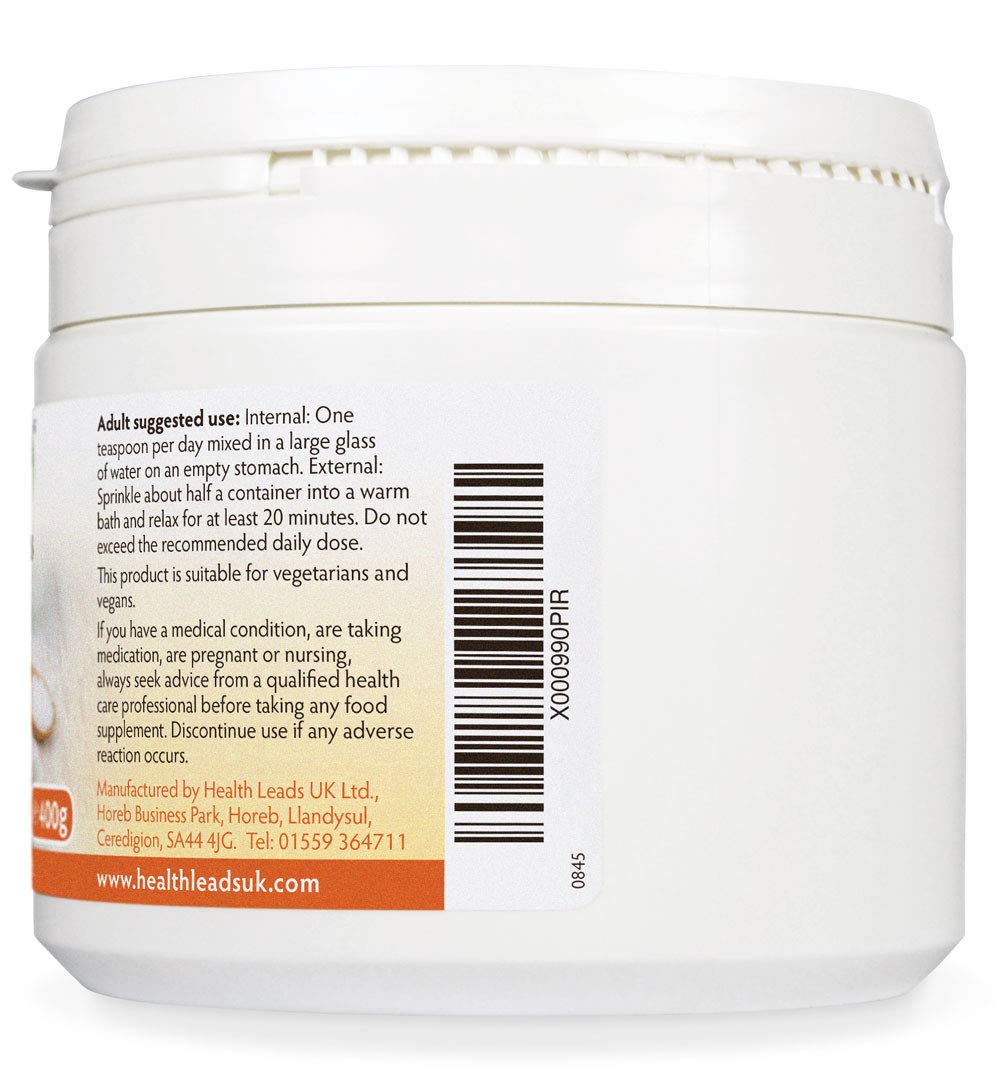 Adult suggested use: Internal: One
teaspoon per day mixed in a large glass
of water on an empty stomach. External:
Sprinkle about half a container into a warm
bath and relax for at least 20 minutes. Do not
exceed the recommended daily dose.
This product is suitable for vegetarians and
vegans.
If you have a medical condition, are taking
medication, are pregnant or nursing,
always seek advice from a qualified health
care professional before taking any food
supplement. Discontinue use if any adverse
reaction occurs.
Manufactured by Health Leads UK Ltd.,
Horeb Business Park, Horeb, Llandysul,
Ceredigion, SA44 4JG. Tel: 01559 364711
www.healthleadsuk.com
400g
X000990PIR
0845